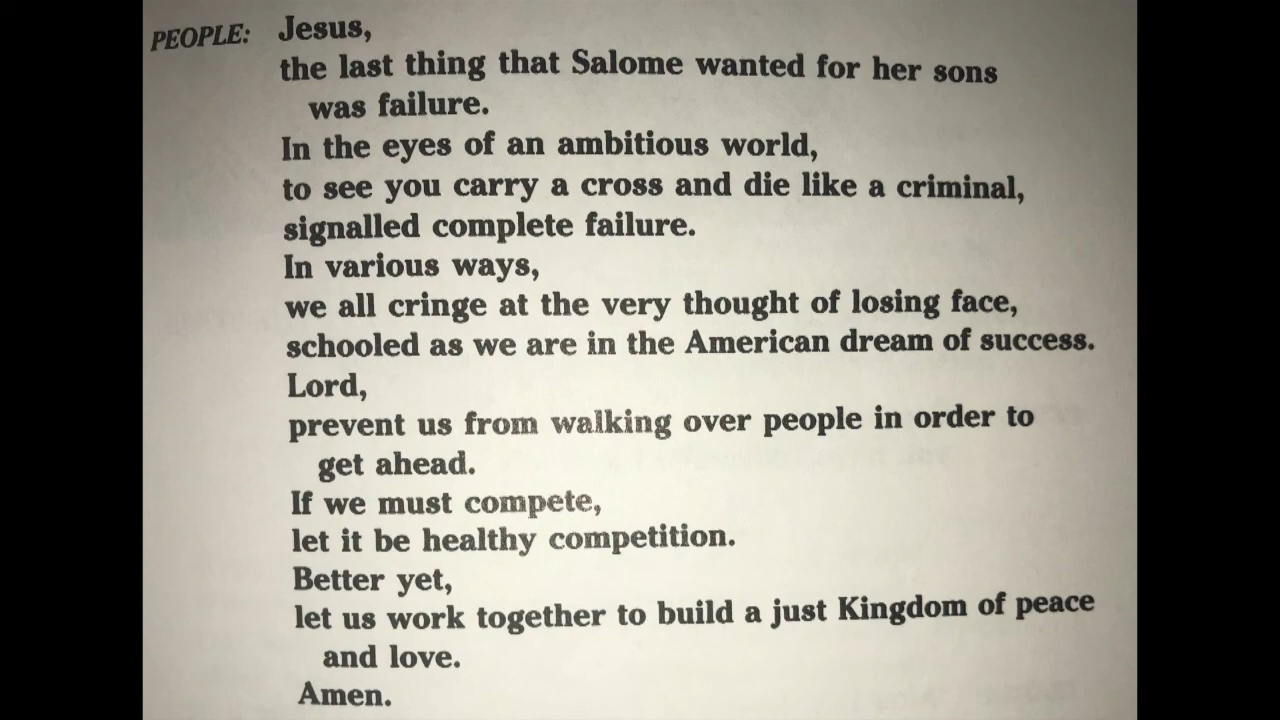 PEOPLE: Jesus,
the last thing that Salome wanted for her sons
was failure.
In the eyes of an ambitious world,
to see you carry a cross and die like a criminal,
signalled complete failure.
In various ways,
we all cringe at the very thought of losing face,
schooled as we are in the American dream of success.
Lord,
prevent us from walking over people in order to
get ahead.
If we must compete,
let it be healthy competition.
Better yet,
let us work together to build a just Kingdom of peace
and love.
Amen.